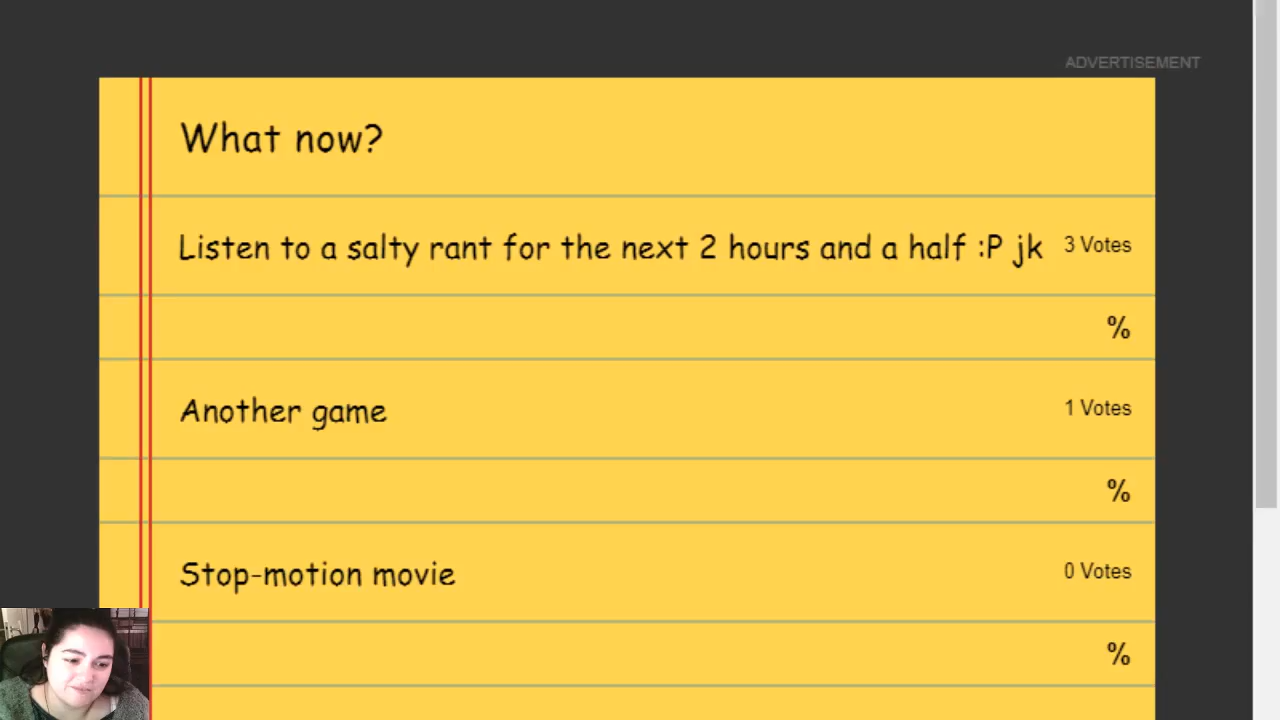 ADVERTISEMENT
What now?
Listen to a salty rant for the next 2 hours and a half :P jk 3 Votes
%
Another game 1 Votes
%
Stop-motion movie 0 Votes
%